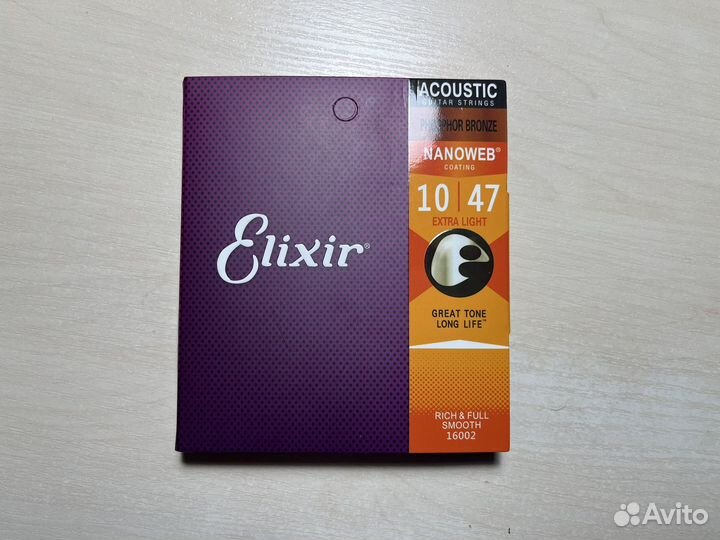 ACOUSTIC
GUITAR STRINGS
PHOSPHOR BRONZE
NANOWEB®
COATING
10 | 47
EXTRA LIGHT
Elixir®
GREAT TONE
LONG LIFE™
RICH & FULL
SMOOTH
16002
Avito